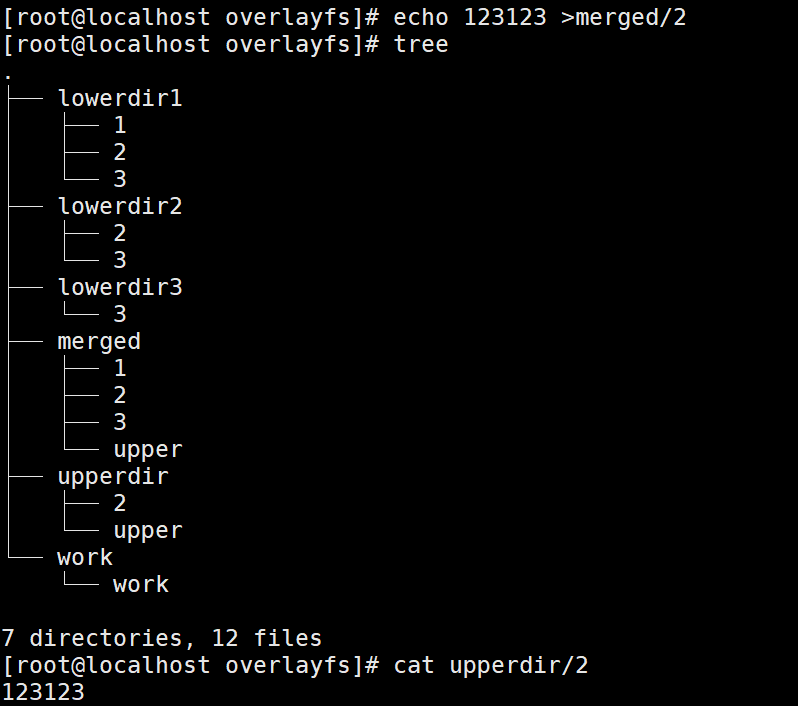 [root@localhost overlayfs]# echo 123123 >merged/2
[root@localhost overlayfs]# tree
.
├── lowerdir1
│   ├── 1
│   ├── 2
│   └── 3
├── lowerdir2
│   ├── 2
│   └── 3
├── lowerdir3
│   └── 3
├── merged
│   ├── 1
│   ├── 2
│   ├── 3
│   └── upper
├── upperdir
│   ├── 2
│   └── upper
└── work
    └── work

7 directories, 12 files
[root@localhost overlayfs]# cat upperdir/2
123123